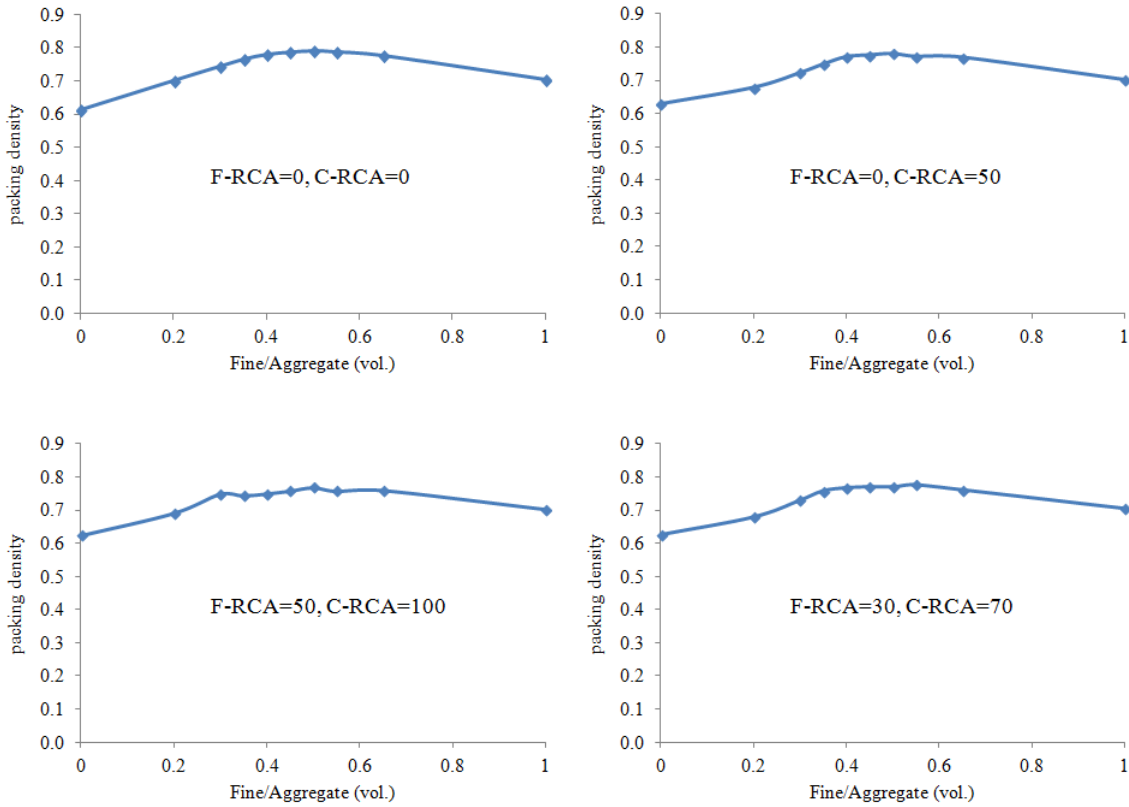 0.9
0.8
0.7
0.6
0.5
0.4
0.3
0.2
0.1
0.0
packing density
F-RCA=0, C-RCA=0
0 0.2 0.4 0.6 0.8 1
Fine/Aggregate (vol.)
0.9
0.8
0.7
0.6
0.5
0.4
0.3
0.2
0.1
0.0
packing density
F-RCA=0, C-RCA=50
0 0.2 0.4 0.6 0.8 1
Fine/Aggregate (vol.)
0.9
0.8
0.7
0.6
0.5
0.4
0.3
0.2
0.1
0.0
packing density
F-RCA=50, C-RCA=100
0 0.2 0.4 0.6 0.8 1
Fine/Aggregate (vol.)
0.9
0.8
0.7
0.6
0.5
0.4
0.3
0.2
0.1
0.0
packing density
F-RCA=30, C-RCA=70
0 0.2 0.4 0.6 0.8 1
Fine/Aggregate (vol.)